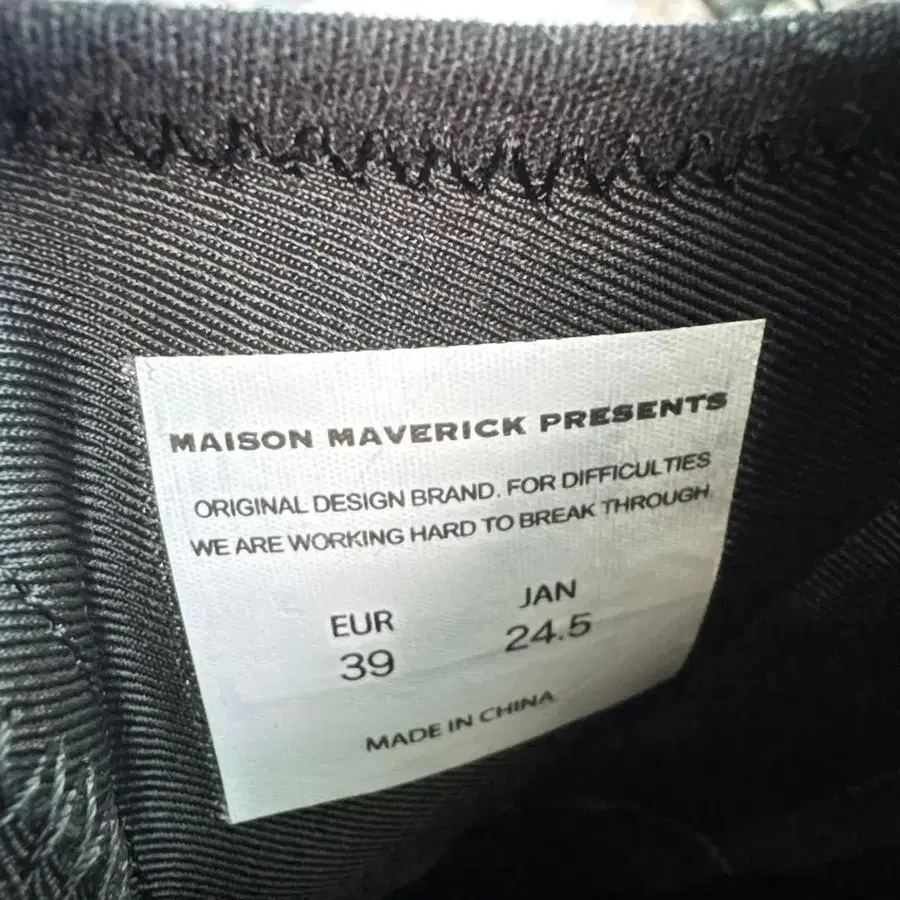 MAISON MAVERICK PRESENTS
ORIGINAL DESIGN BRAND. FOR DIFFICULTIES
WE ARE WORKING HARD TO BREAK THROUGH.
EUR JAN
39 24.5
MADE IN CHINA